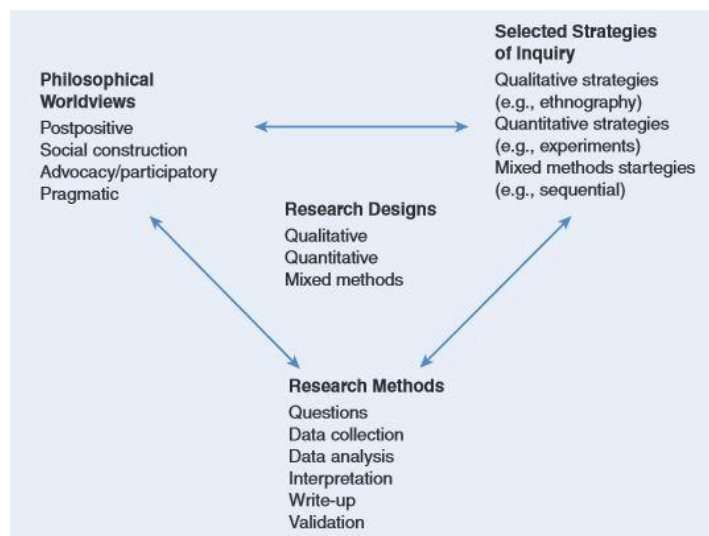 Philosophical
Worldviews
Postpositive
Social construction
Advocacy/participatory
Pragmatic
Selected Strategies
of Inquiry
Qualitative strategies
(e.g., ethnography)
Quantitative strategies
(e.g., experiments)
Mixed methods startegies
(e.g., sequential)
Research Designs
Qualitative
Quantitative
Mixed methods
Research Methods
Questions
Data collection
Data analysis
Interpretation
Write-up
Validation